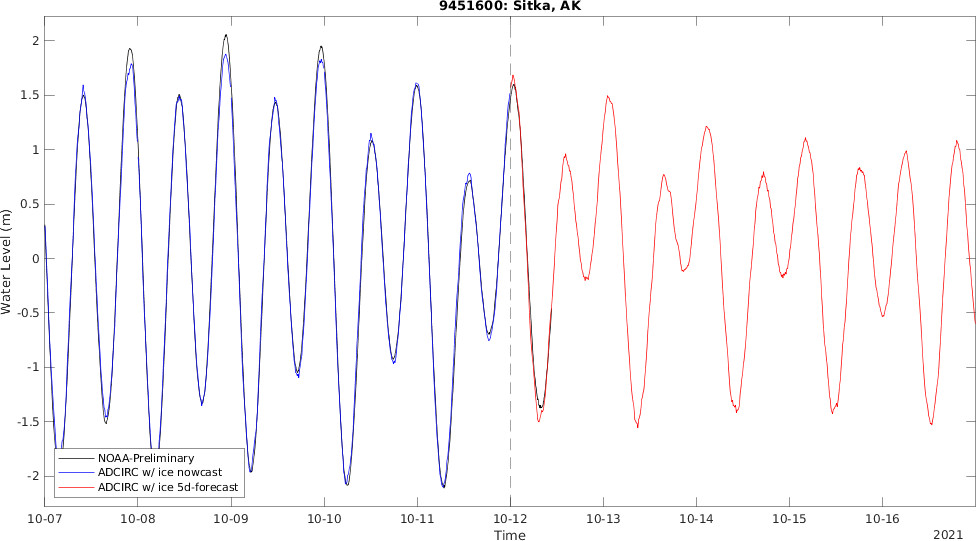 9451600: Sitka, AK
Water Level (m)
2
1.5
1
0.5
0
-0.5
-1
-1.5
-2
NOAA-Preliminary
ADCIRC w/ ice nowcast
ADCIRC w/ ice 5d-forecast
10-07 10-08 10-09 10-10 10-11 10-12 10-13 10-14 10-15 10-16
Time
2021